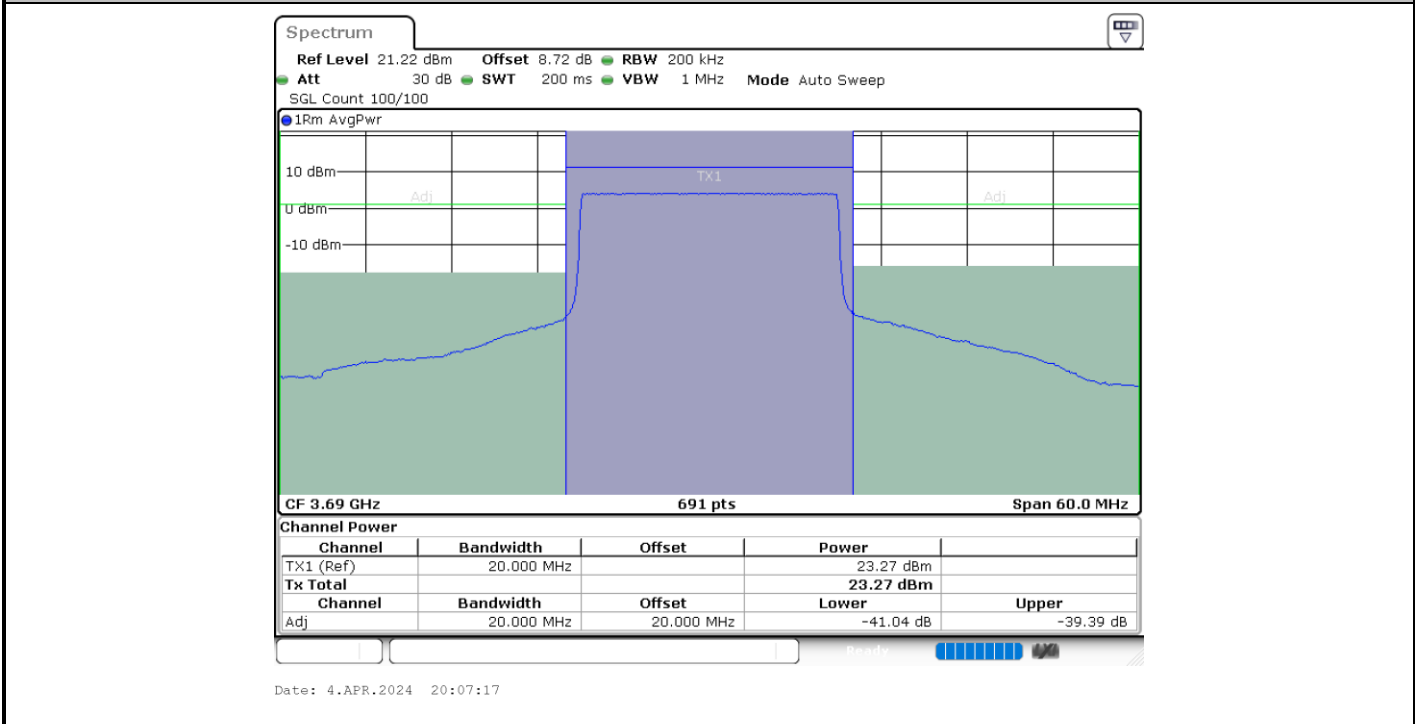 Spectrum
Ref Level 21.22 dBm Offset 8.72 dB RBW 200 kHz
Att 30 dB SWT 200 ms VBW 1 MHz Mode Auto Sweep
SGL Count 100/100
1Rm AvgPwr
10 dBm
TX1
Adj Adj
0 dBm
-10 dBm
CF 3.69 GHz 691 pts Span 60.0 MHz
Channel Power
Channel Bandwidth Offset Power
TX1 (Ref) 20.000 MHz 23.27 dBm
Tx Total 23.27 dBm
Channel Bandwidth Offset Lower Upper
Adj 20.000 MHz 20.000 MHz -41.04 dB -39.39 dB
Ready
Date: 4.APR.2024 20:07:17